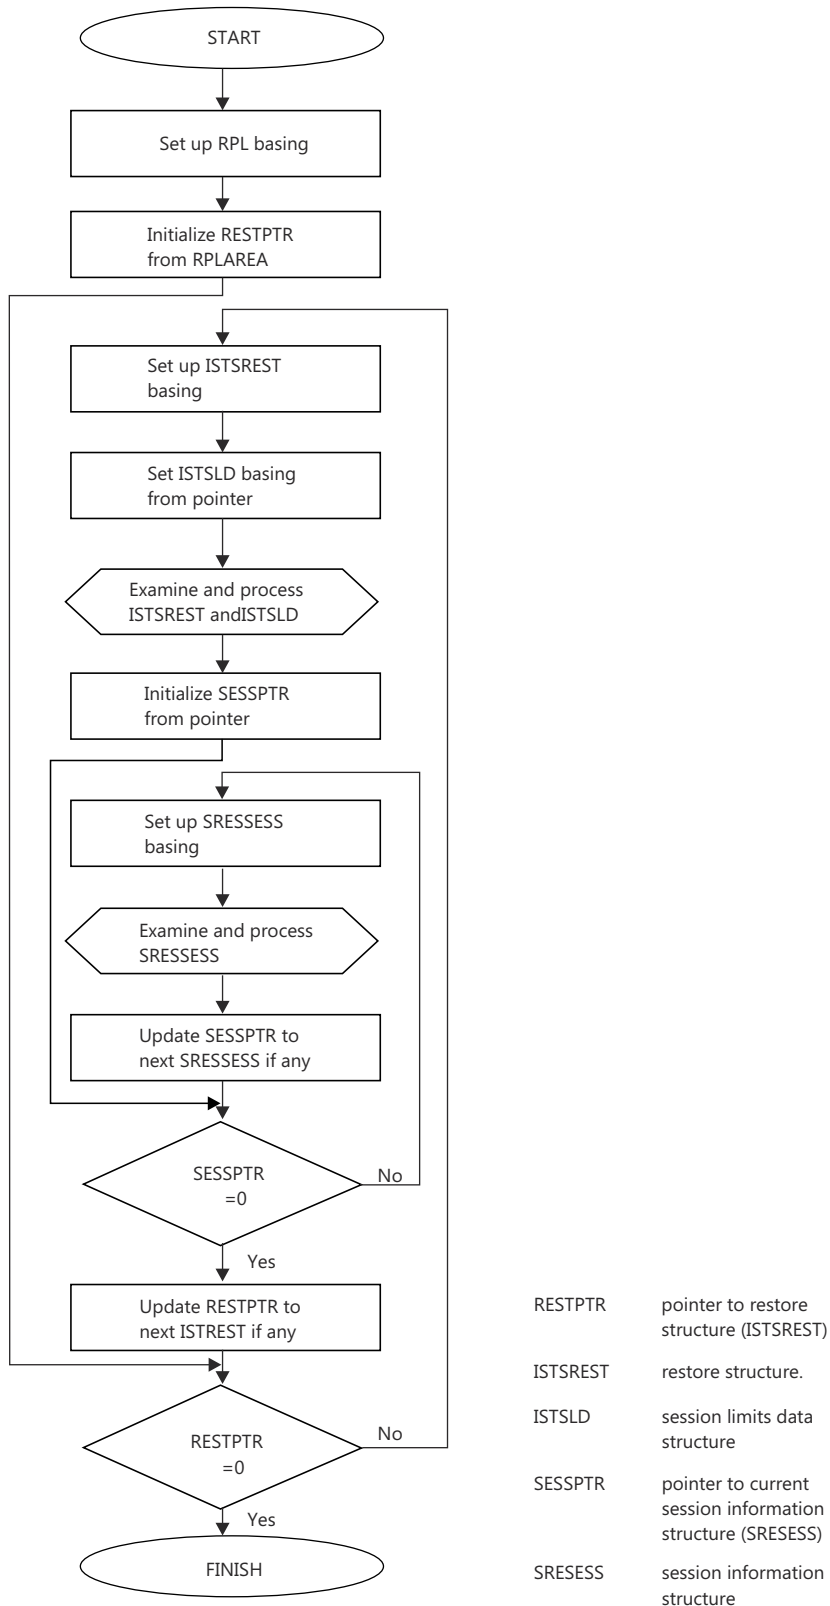 START
Set up RPL basing
Initialize RESTPTR
from RPLAREA
Set up ISTSREST
basing
Set ISTSLD basing
from pointer
Examine and process
ISTSREST andISTSLD
Initialize SESSPTR
from pointer
Set up SRESSESS
basing
Examine and process
SRESSESS
Update SESSPTR to
next SRESSESS if any
SESSPTR
=0
No
Yes
Update RESTPTR to
next ISTREST if any
RESTPTR
=0
No
Yes
FINISH
RESTPTR pointer to restore
structure (ISTSREST)
ISTSREST restore structure.
ISTSLD session limits data
structure
SESSPTR pointer to current
session information
structure (SRESESS)
SRESESS session information
structure